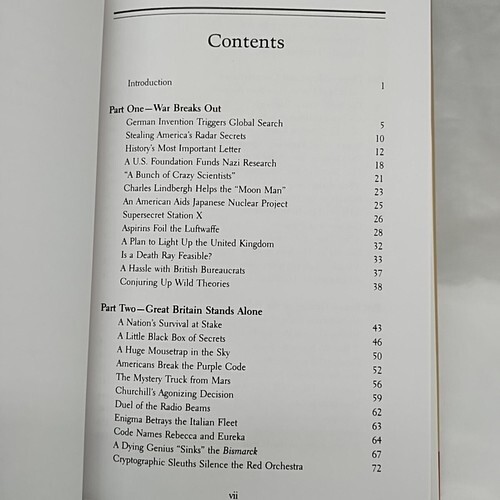 Contents
Introduction 1
Part One—War Breaks Out
German Invention Triggers Global Search 5
Stealing America's Radar Secrets 10
History's Most Important Letter 12
A U.S. Foundation Funds Nazi Research 18
"A Bunch of Crazy Scientists" 21
Charles Lindbergh Helps the "Moon Man" 23
An American Aids Japanese Nuclear Project 25
Supersecret Station X 26
Aspirins Foil the Luftwaffe 28
A Plan to Light Up the United Kingdom 32
Is a Death Ray Feasible? 33
A Hassle with British Bureaucrats 37
Conjuring Up Wild Theories 38
Part Two—Great Britain Stands Alone
A Nation's Survival at Stake 43
A Little Black Box of Secrets 46
A Huge Mousetrap in the Sky 50
Americans Break the Purple Code 52
The Mystery Truck from Mars 56
Churchill's Agonizing Decision 59
Duel of the Radio Beams 62
Enigma Betrays the Italian Fleet 63
Code Names Rebecca and Eureka 64
A Dying Genius "Sinks" the Bismarck 67
Cryptographic Sleuths Silence the Red Orchestra 72
vii